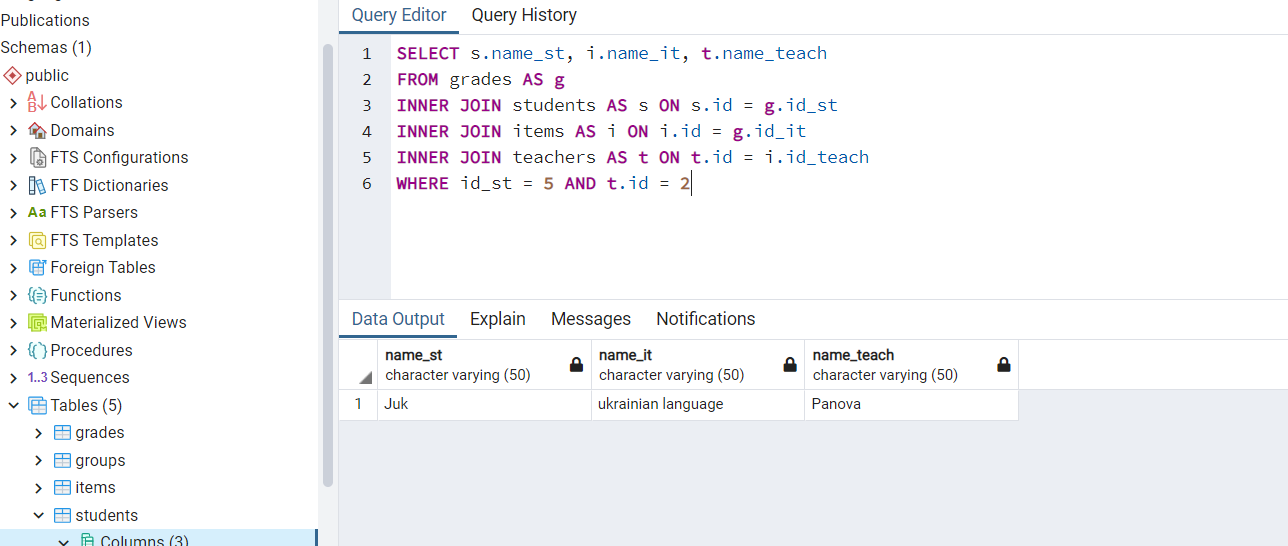 Publications
Schemas (1)
public
Collations
Domains
FTS Configurations
FTS Dictionaries
Aa FTS Parsers
FTS Templates
Foreign Tables
Functions
Materialized Views
Procedures
1..3 Sequences
Tables (5)
grades
groups
items
students
Columns (3)
Query Editor Query History
1 SELECT s.name_st, i.name_it, t.name_teach
2 FROM grades AS g
3 INNER JOIN students AS s ON s.id = g.id_st
4 INNER JOIN items AS i ON i.id = g.id_it
5 INNER JOIN teachers AS t ON t.id = i.id_teach
6 WHERE id_st = 5 AND t.id = 2
Data Output Explain Messages Notifications
name_st name_it name_teach
character varying (50) character varying (50) character varying (50)
1 Juk ukrainian language Panova